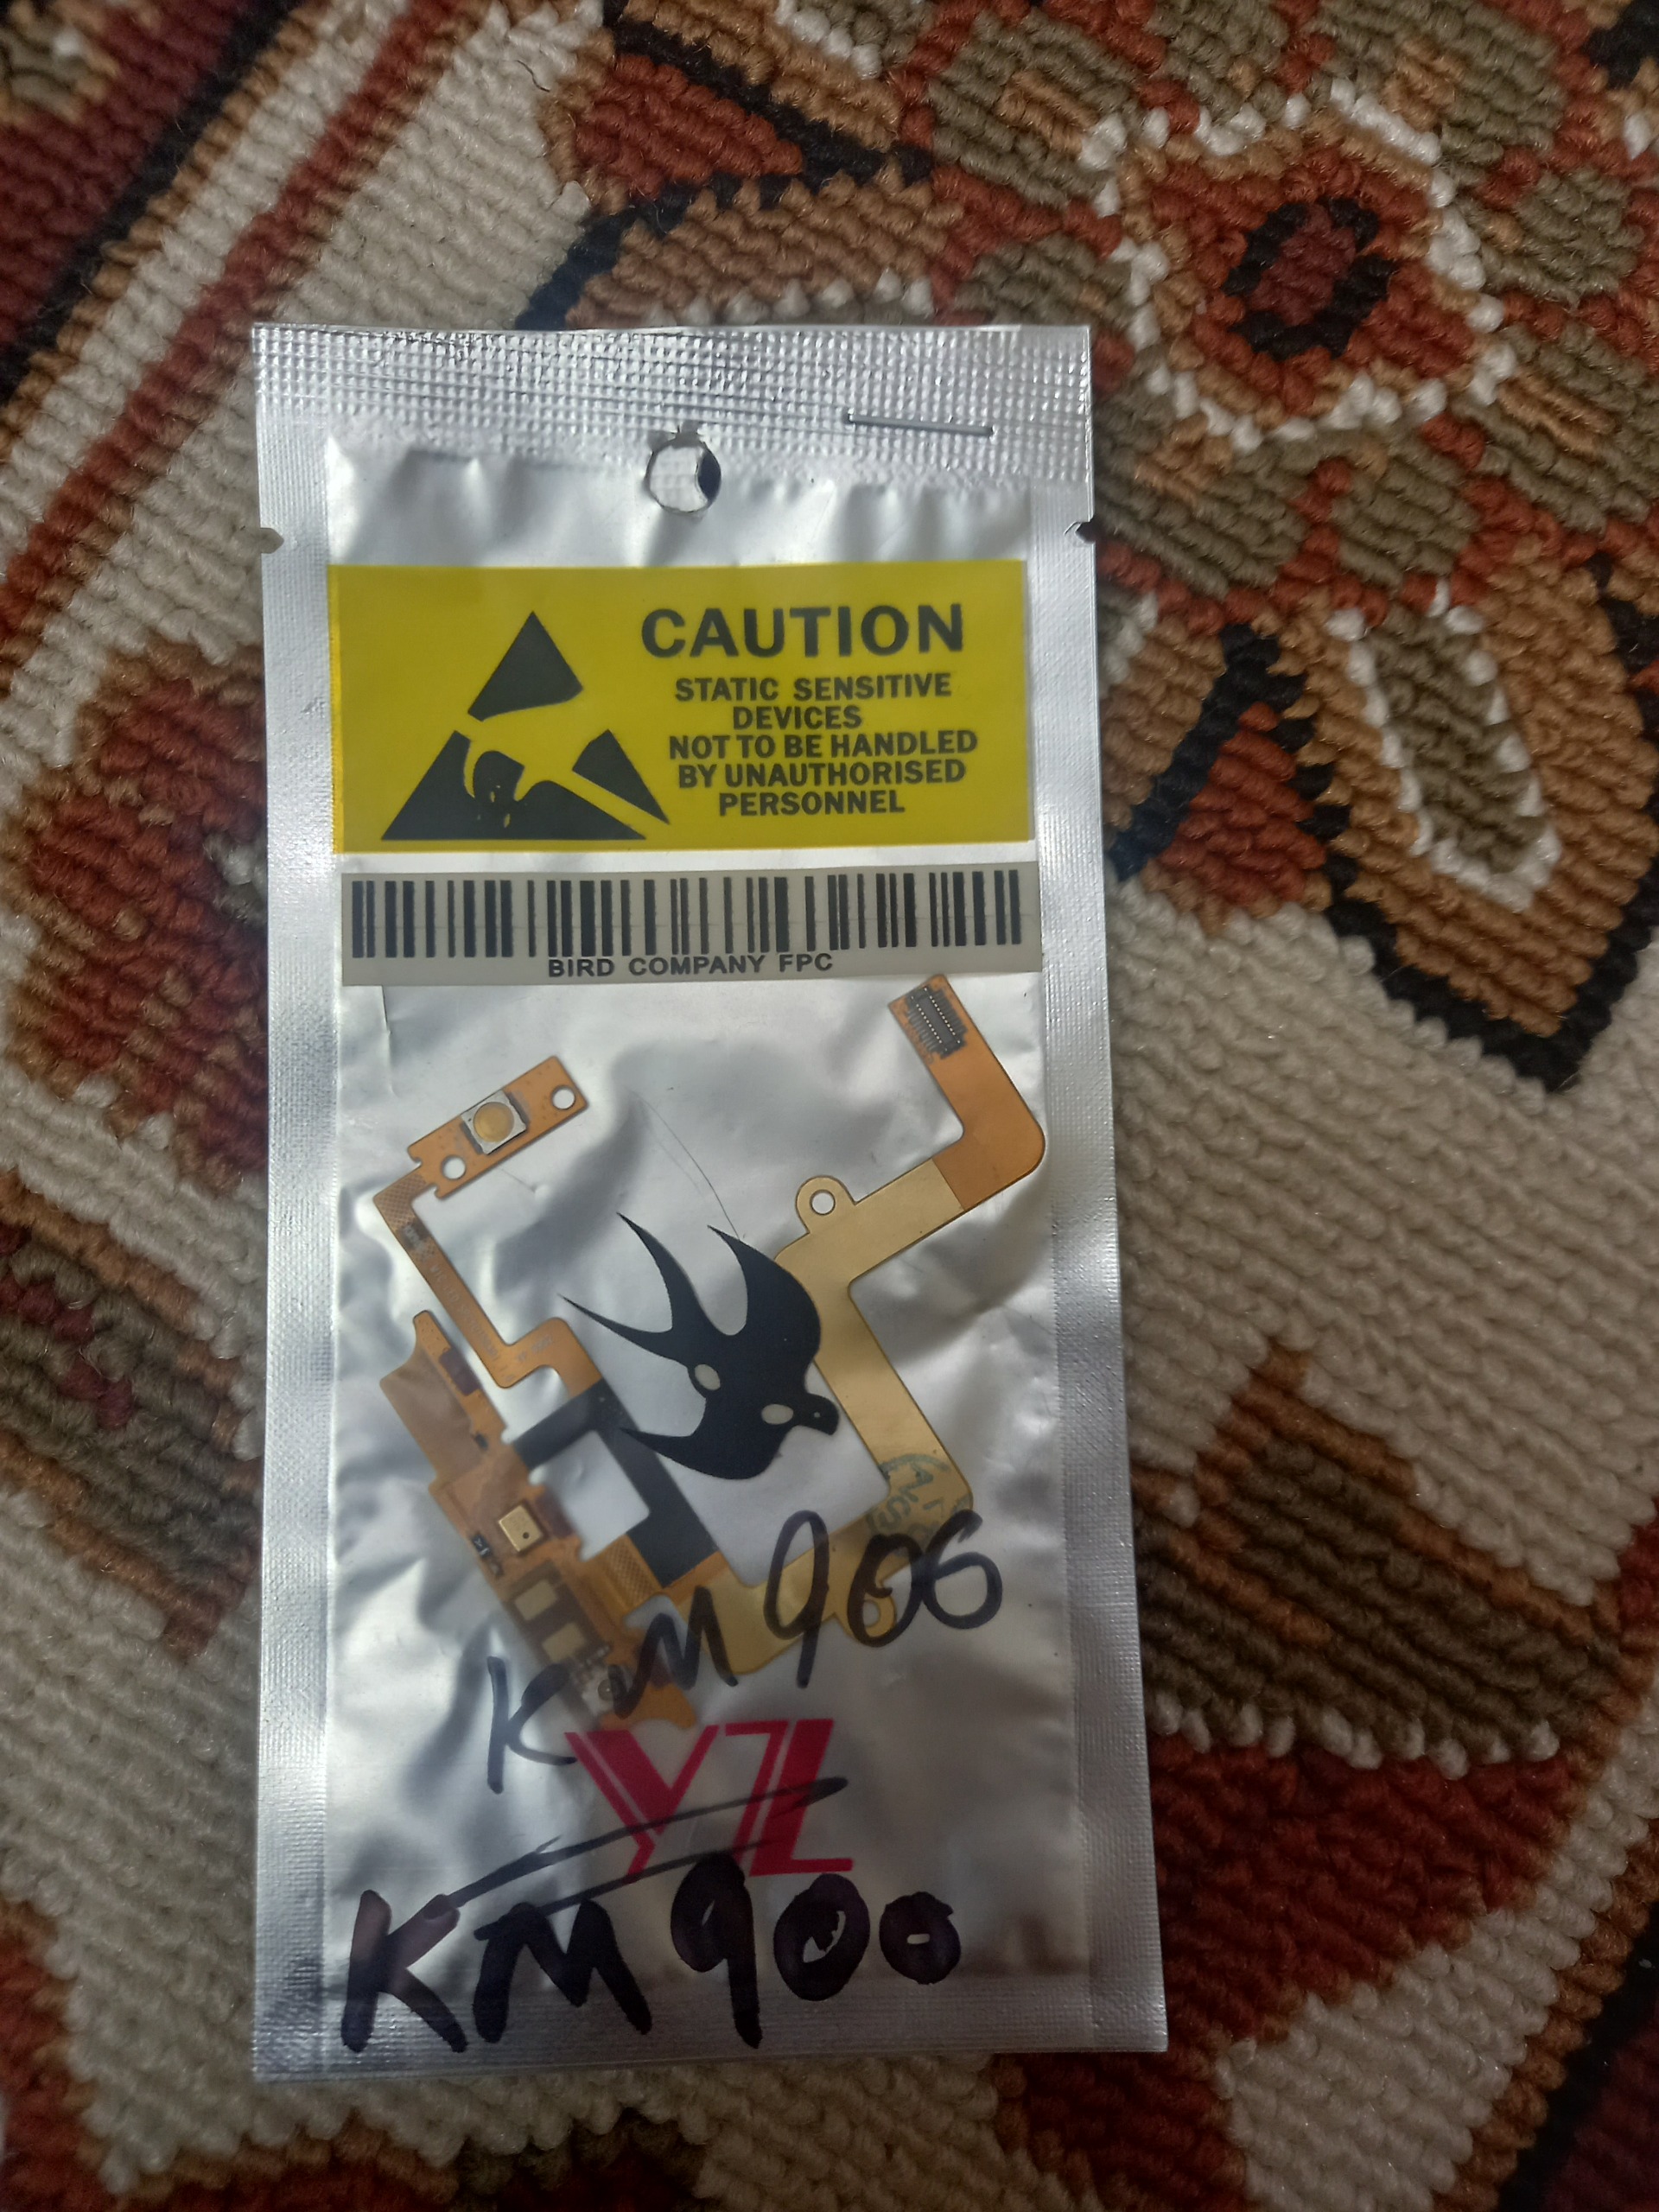 CAUTION
STATIC SENSITIVE
DEVICES
NOT TO BE HANDLED
BY UNAUTHORISED
PERSONNEL
BIRD COMPANY FPC
KM906
YZ
KM900